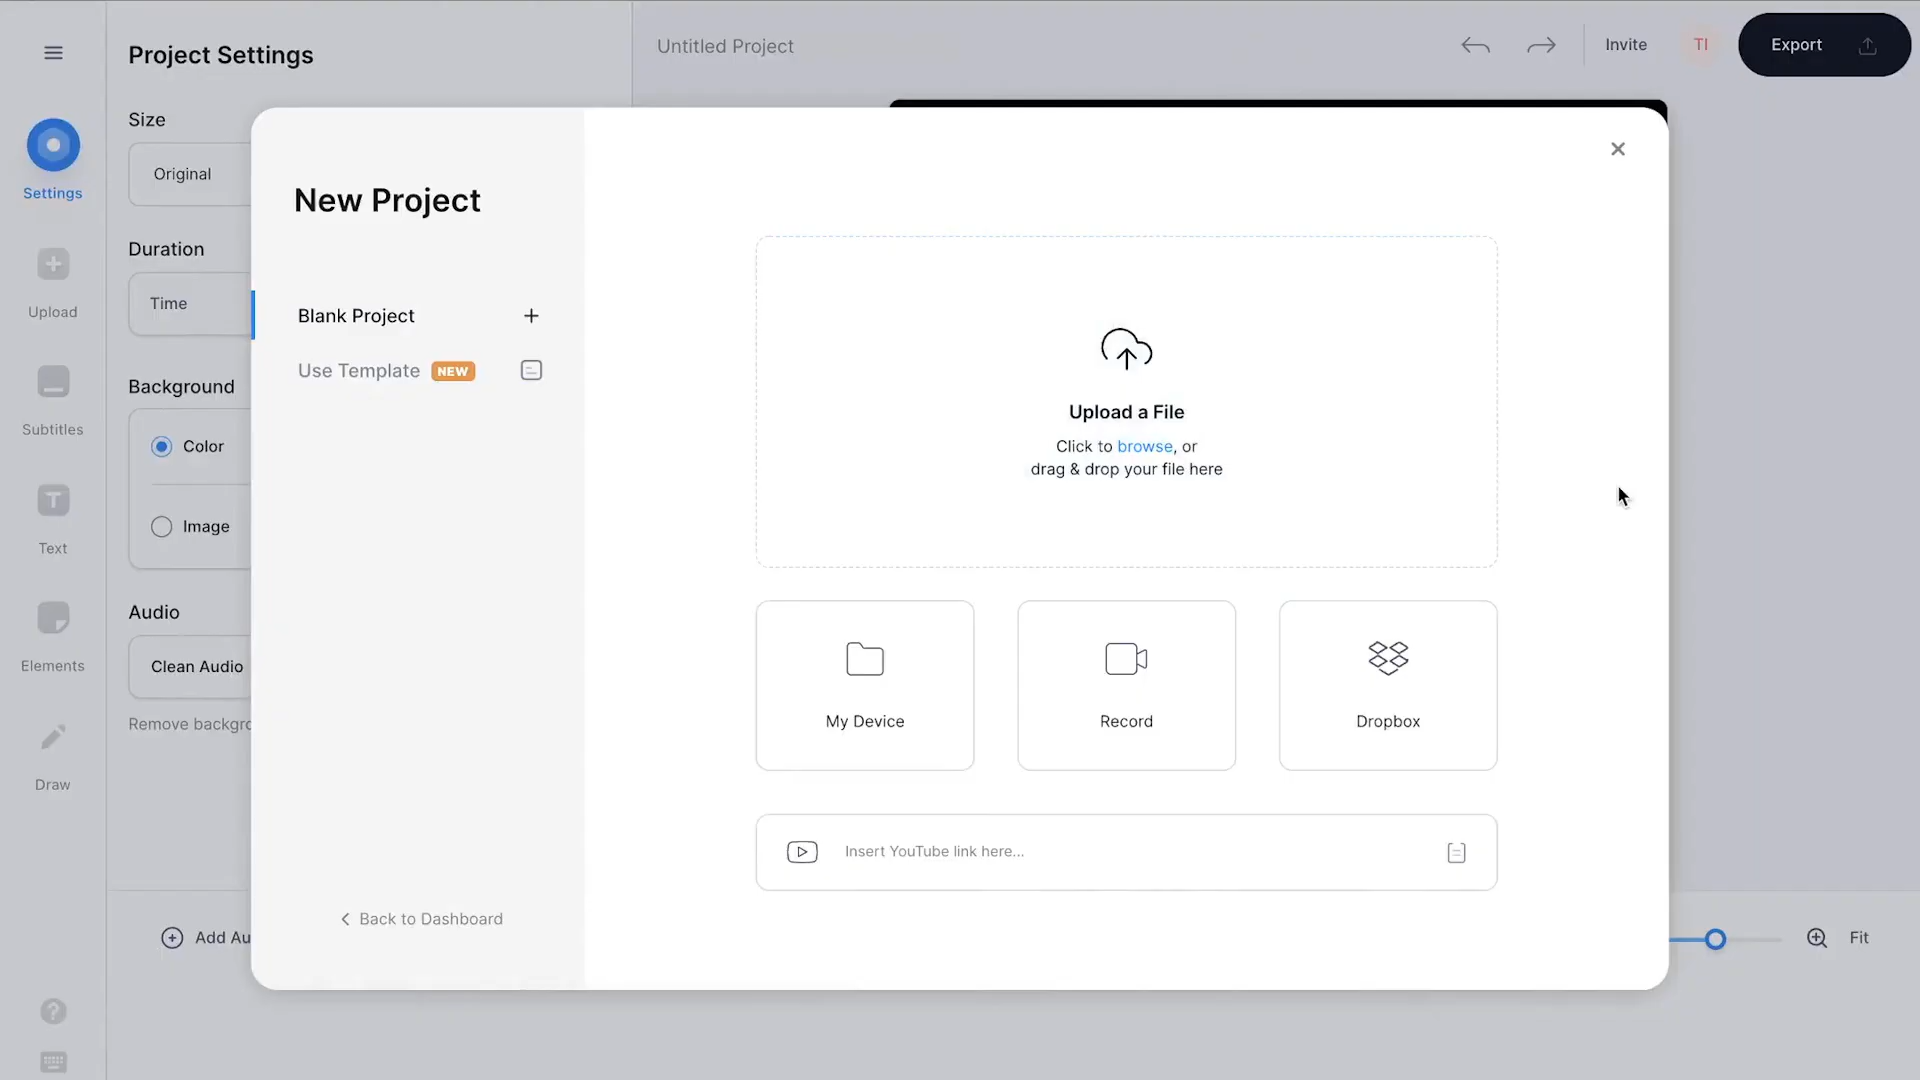 Project Settings
Untitled Project
Invite
TI
Export
Settings
Upload
Subtitles
Text
Elements
Draw
Size
Original
Duration
Time
Background
Color
Image
Audio
Clean Audio
Remove backgro
Add Au
New Project
Blank Project
Use Template NEW
Back to Dashboard
Upload a File
Click to browse, or
drag & drop your file here
My Device
Record
Dropbox
Insert YouTube link here...
Fit